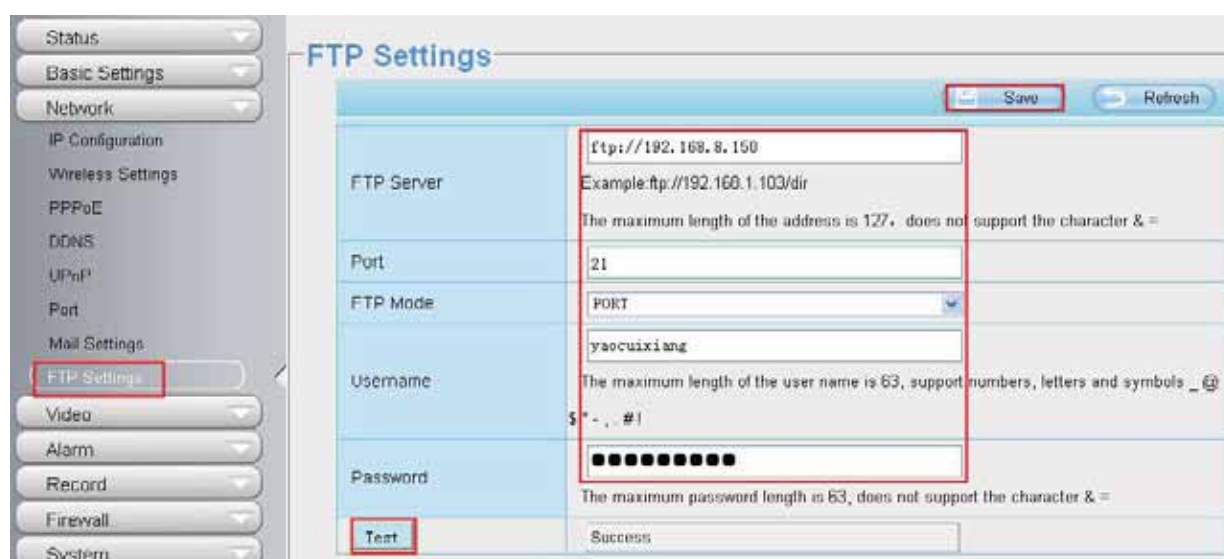 Status
Basic Settings
Network
IP Configuration
Wireless Settings
PPPoE
DDNS
UPnP
Port
Mail Settings
FTP Settings
Video
Alarm
Record
Firewall
System
FTP Settings
Save
Refresh
FTP Server
ftp://192.168.8.150
Example:ftp://192.168.1.103/dir
The maximum length of the address is 127, does not support the character & =
Port
21
FTP Mode
PORT
Username
yaocuixiang
The maximum length of the user name is 63, support numbers, letters and symbols _ @
$ * - , . # !
Password
●●●●●●●●●
The maximum password length is 63, does not support the character & =
Test
Success